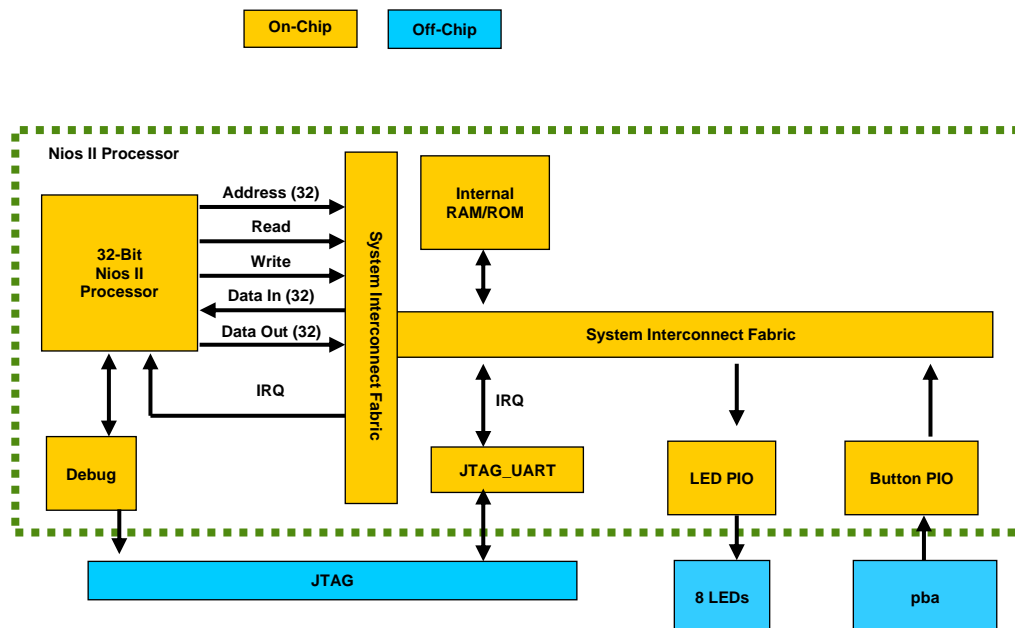 On-Chip
Off-Chip
Nios II Processor
32-Bit
Nios II
Processor
Address (32)
Read
Write
Data In (32)
Data Out (32)
IRQ
System Interconnect Fabric
Internal
RAM/ROM
System Interconnect Fabric
IRQ
Debug
JTAG_UART
LED PIO
Button PIO
JTAG
8 LEDs
pba